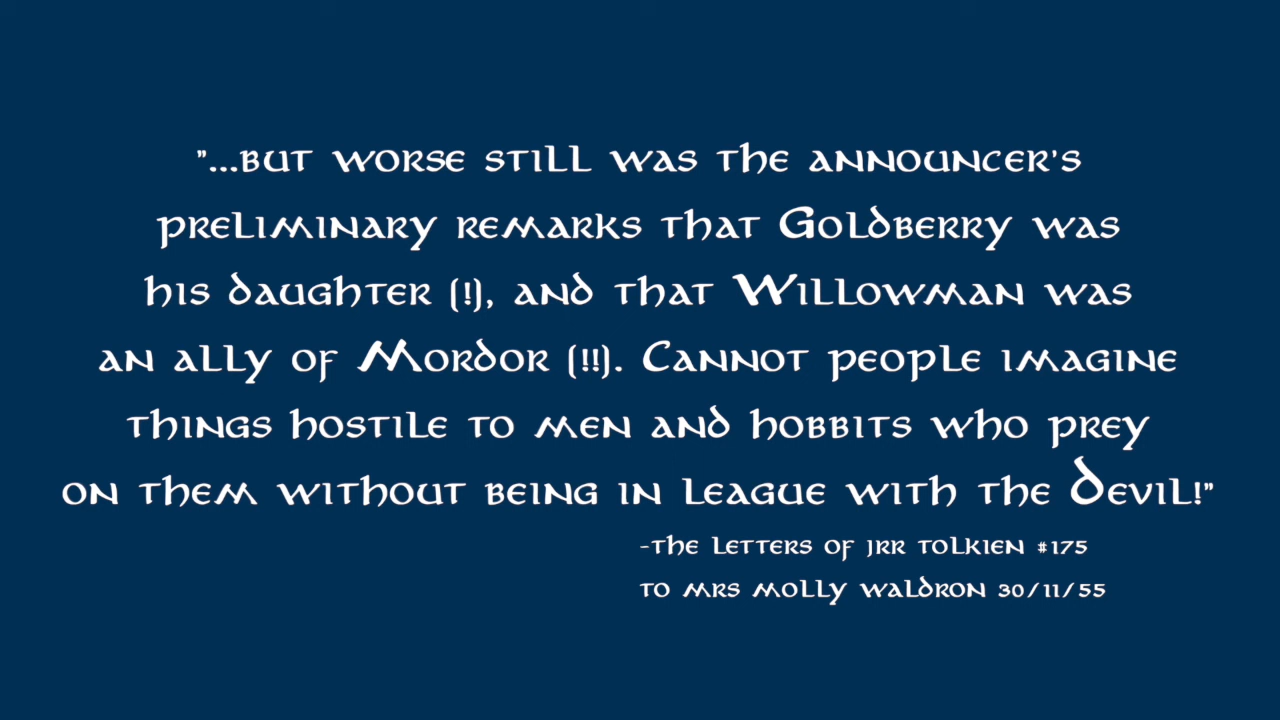 "...but worse still was the announcer's
preliminary remarks that Goldberry was
his daughter (!), and that Willowman was
an ally of Mordor (!!). Cannot people imagine
things hostile to men and hobbits who prey
on them without being in league with the Devil!"
-the letters of jrr tolkien #175
to mrs molly waldron 30/11/55